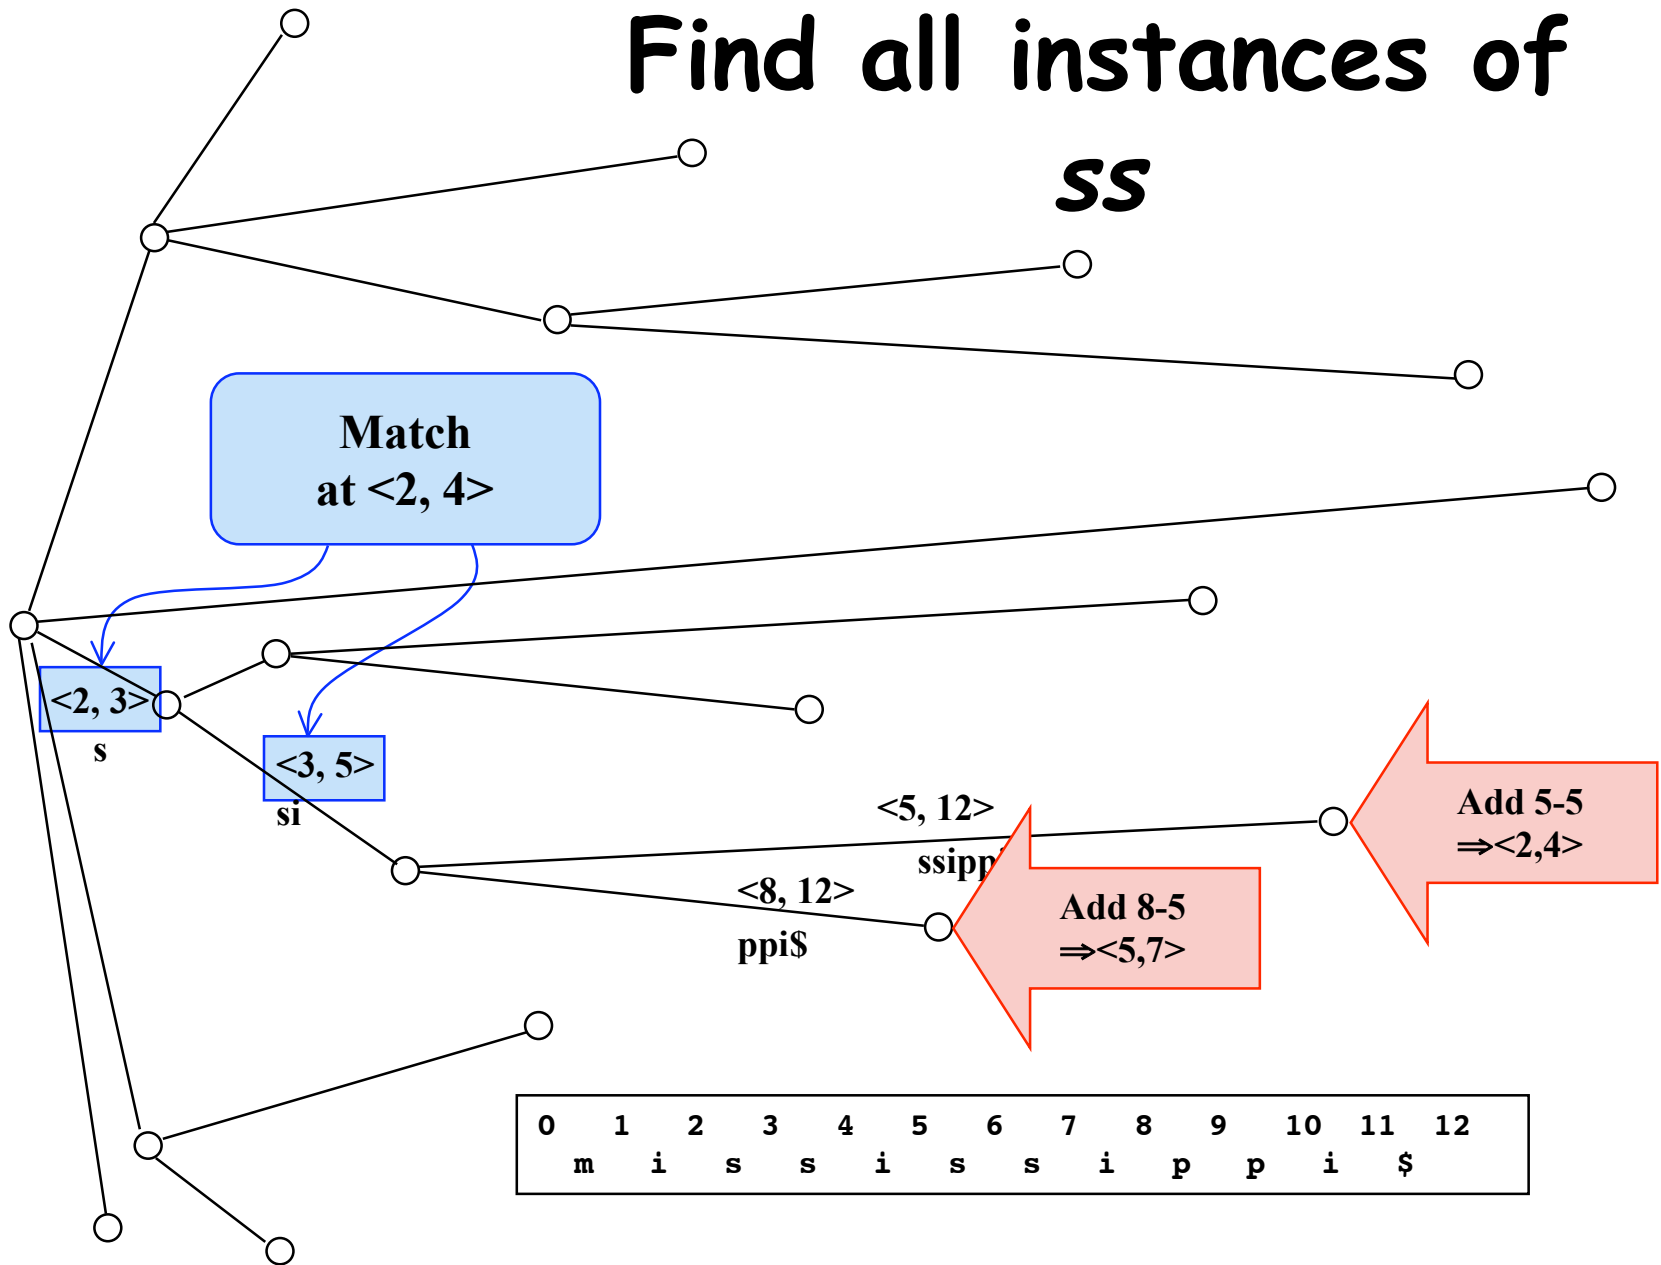 Find all instances of
ss
Match
at <2, 4>
<2, 3>
s
<3, 5>
si
<5, 12>
ssipp
<8, 12>
ppi$
Add 5-5
⇒<2,4>
Add 8-5
⇒<5,7>
0 1 2 3 4 5 6 7 8 9 10 11 12
m i s s i s s i p p i $